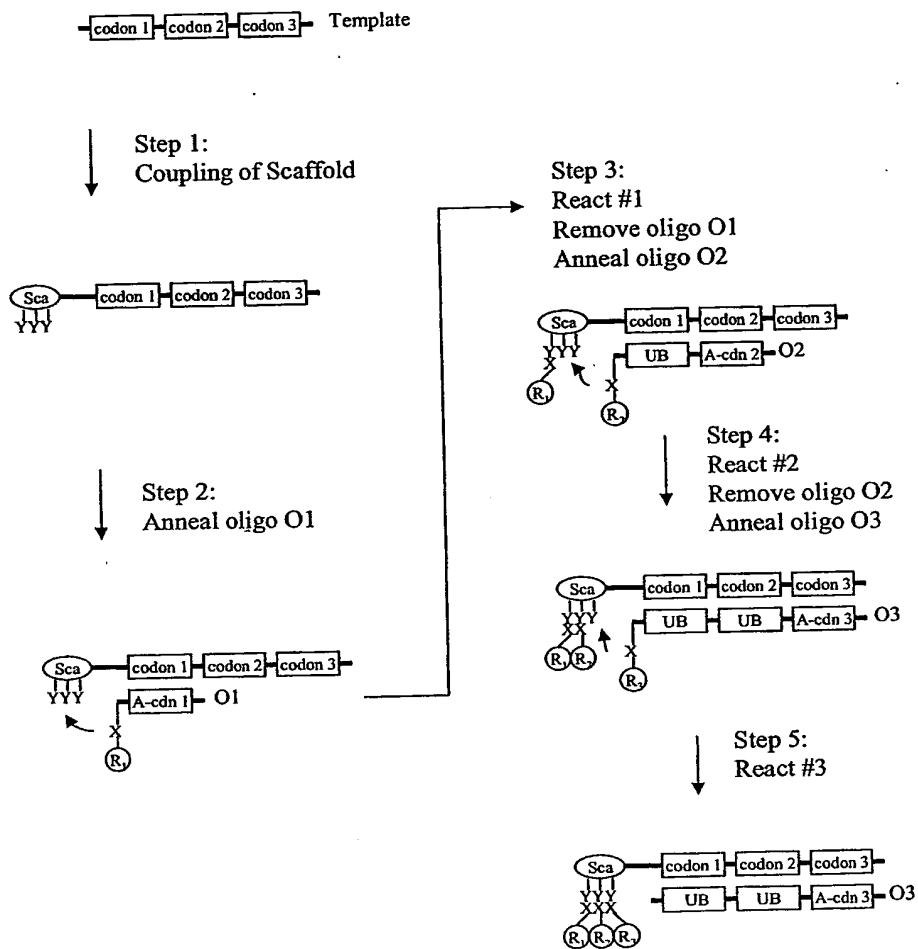 codon 1 codon 2 codon 3 Template
Step 1:
Coupling of Scaffold
Sca codon 1 codon 2 codon 3
YYY
Step 2:
Anneal oligo O1
Sca codon 1 codon 2 codon 3
YYY
A-cdn 1 O1
X
R1
Step 3:
React #1
Remove oligo O1
Anneal oligo O2
Sca codon 1 codon 2 codon 3
YYY
X
UB A-cdn 2 O2
R1
X
R2
Step 4:
React #2
Remove oligo O2
Anneal oligo O3
Sca codon 1 codon 2 codon 3
YYY
XX
UB UB A-cdn 3 O3
R1 R2
X
R3
Step 5:
React #3
Sca codon 1 codon 2 codon 3
YYY
XXX
UB UB A-cdn 3 O3
R1 R2 R3